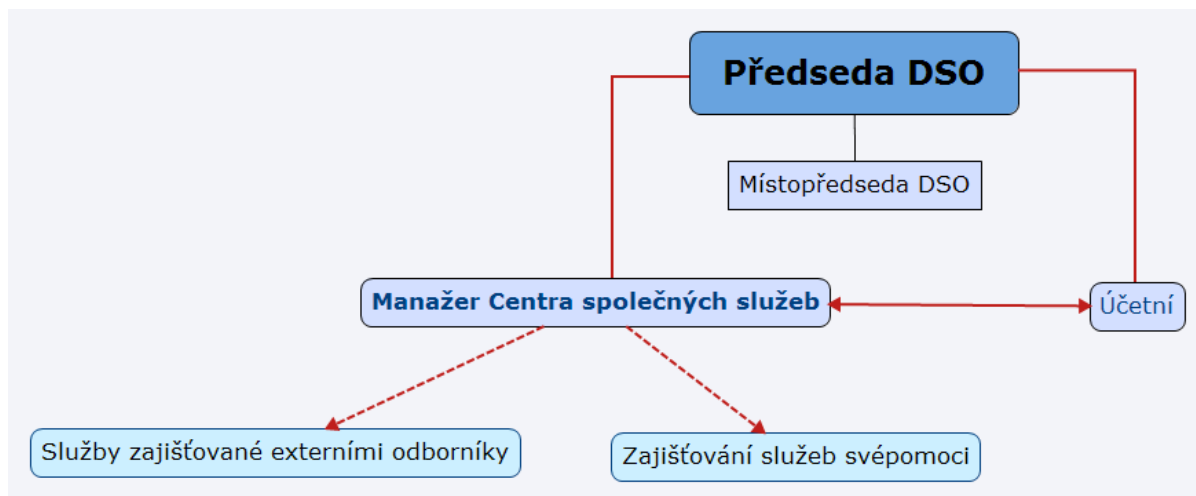 Předseda DSO
Místopředseda DSO
Manažer Centra společných služeb
Účetní
Služby zajišťované externími odborníky
Zajišťování služeb svépomoci